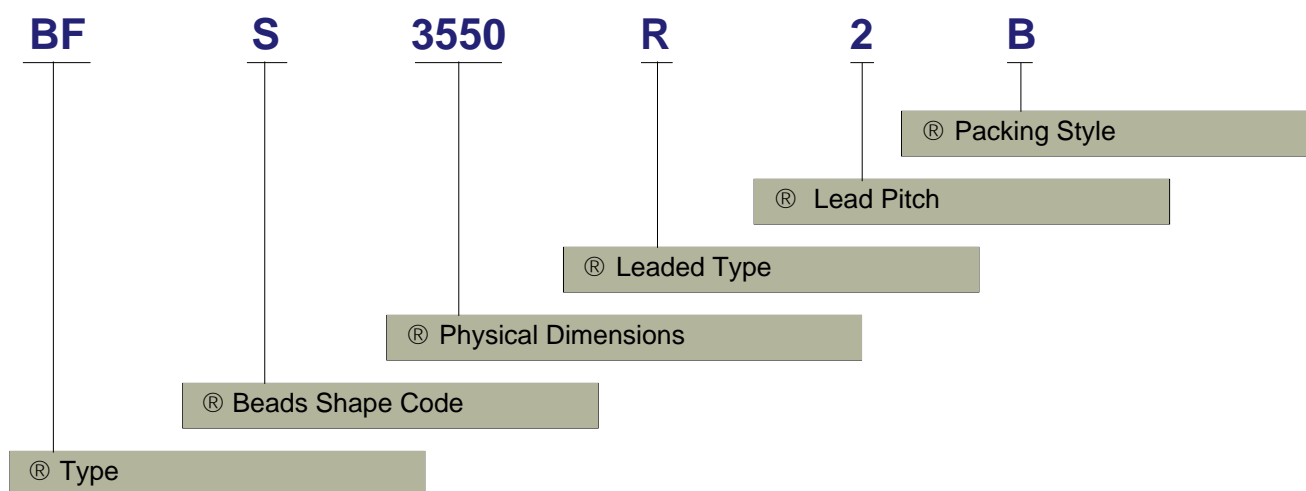 BF S 3550 R 2 B
® Packing Style
® Lead Pitch
® Leaded Type
® Physical Dimensions
® Beads Shape Code
® Type